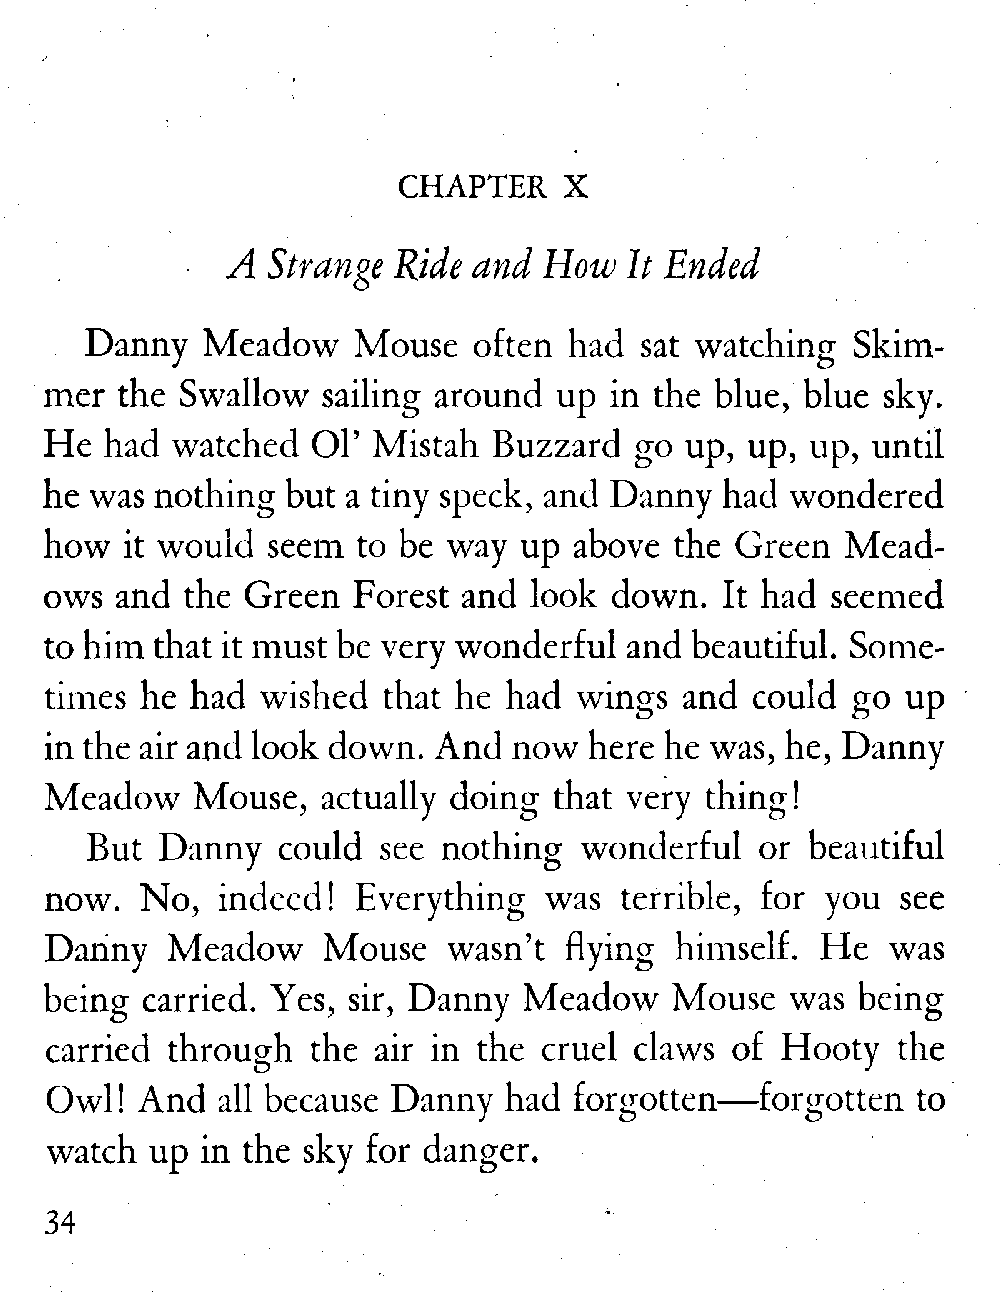 CHAPTER X
A Strange Ride and How It Ended
Danny Meadow Mouse often had sat watching Skim-
mer the Swallow sailing around up in the blue, blue sky.
He had watched Ol' Mistah Buzzard go up, up, up, until
he was nothing but a tiny speck, and Danny had wondered
how it would seem to be way up above the Green Mead-
ows and the Green Forest and look down. It had seemed
to him that it must be very wonderful and beautiful. Some-
times he had wished that he had wings and could go up
in the air and look down. And now here he was, he, Danny
Meadow Mouse, actually doing that very thing!
But Danny could see nothing wonderful or beautiful
now. No, indeed! Everything was terrible, for you see
Danny Meadow Mouse wasn't flying himself. He was
being carried. Yes, sir, Danny Meadow Mouse was being
carried through the air in the cruel claws of Hooty the
Owl! And all because Danny had forgotten—forgotten to
watch up in the sky for danger.
34